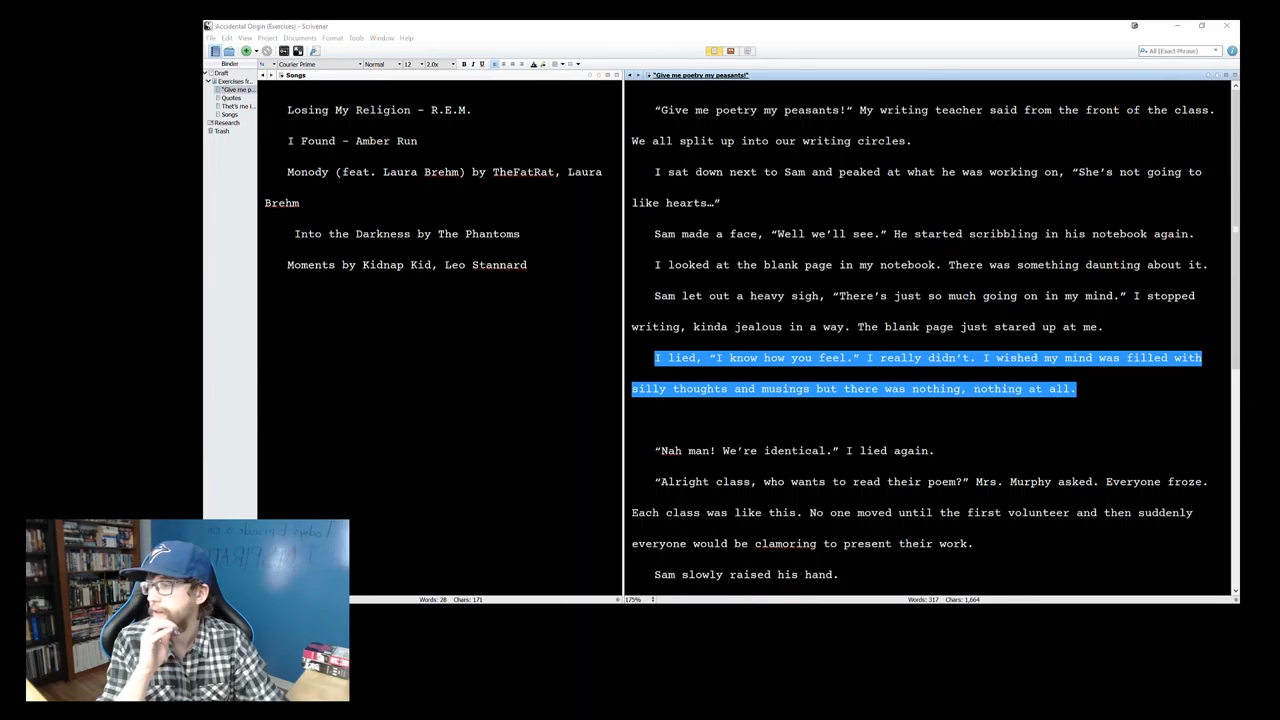 Accidental Origin (Exercises) - Scrivener
File Edit View Project Documents Format Tools Window Help
All (Exact Phrase)
Binder
Courier Prime Normal 12 2.0x B I U
Draft
Exercises fr...
"Give me p...
Quotes
Thet's me i...
Songs
Research
Trash
Songs
Losing My Religion – R.E.M.
I Found – Amber Run
Monody (feat. Laura Brehm) by TheFatRat, Laura
Brehm
Into the Darkness by The Phantoms
Moments by Kidnap Kid, Leo Stannard
Words: 28 Chars: 171
"Give me poetry my peasants!"
“Give me poetry my peasants!“ My writing teacher said from the front of the class.
We all split up into our writing circles.
I sat down next to Sam and peaked at what he was working on, “She’s not going to
like hearts…”
Sam made a face, “Well we’ll see.” He started scribbling in his notebook again.
I looked at the blank page in my notebook. There was something daunting about it.
Sam let out a heavy sigh, “There’s just so much going on in my mind.” I stopped
writing, kinda jealous in a way. The blank page just stared up at me.
I lied, “I know how you feel.” I really didn’t. I wished my mind was filled with
silly thoughts and musings but there was nothing, nothing at all.
“Nah man! We’re identical.” I lied again.
“Alright class, who wants to read their poem?” Mrs. Murphy asked. Everyone froze.
Each class was like this. No one moved until the first volunteer and then suddenly
everyone would be clamoring to present their work.
Sam slowly raised his hand.
175%
Words: 317 Chars: 1,664